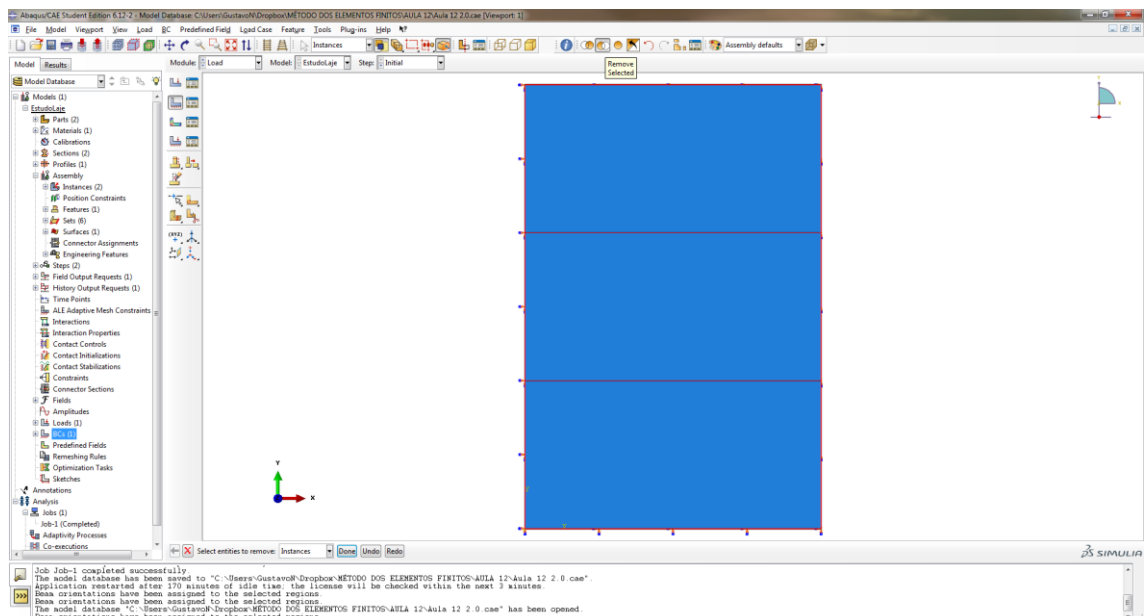 Abaqus/CAE Student Edition 6.12-2 - Model Database: C:\Users\GustavoN\Dropbox\MÉTODO DOS ELEMENTOS FINITOS\AULA 12\Aula 12 2.0.cae [Viewport: 1]
File Model Viewport View Load BC Predefined Field Load Case Feature Tools Plug-ins Help
Instances Assembly defaults
Model Results Module: Load Model: EstudoLaje Step: Initial
Remove
Selected
Model Database
Models (1)
EstudoLaje
Parts (2)
Materials (1)
Calibrations
Sections (2)
Profiles (1)
Assembly
Instances (2)
Position Constraints
Features (1)
Sets (6)
Surfaces (1)
Connector Assignments
Engineering Features
Steps (2)
Field Output Requests (1)
History Output Requests (1)
Time Points
ALE Adaptive Mesh Constraints
Interactions
Interaction Properties
Contact Controls
Contact Initializations
Contact Stabilizations
Constraints
Connector Sections
Fields
Amplitudes
Loads (1)
BCs (1)
Predefined Fields
Remeshing Rules
Optimization Tasks
Sketches
Annotations
Analysis
Jobs (1)
Job-1 (Completed)
Adaptivity Processes
Co-executions
Y
X
Select entities to remove: Instances Done Undo Redo
SIMULIA
Job Job-1 completed successfully.
The model database has been saved to "C:\Users\GustavoN\Dropbox\MÉTODO DOS ELEMENTOS FINITOS\AULA 12\Aula 12 2.0.cae".
Application restarted after 170 minutes of idle time; the license will be checked within the next 3 minutes.
Beam orientations have been assigned to the selected regions.
Beam orientations have been assigned to the selected regions.
The model database "C:\Users\GustavoN\Dropbox\MÉTODO DOS ELEMENTOS FINITOS\AULA 12\Aula 12 2.0.cae" has been opened.
Beam orientations have been assigned to the selected regions.